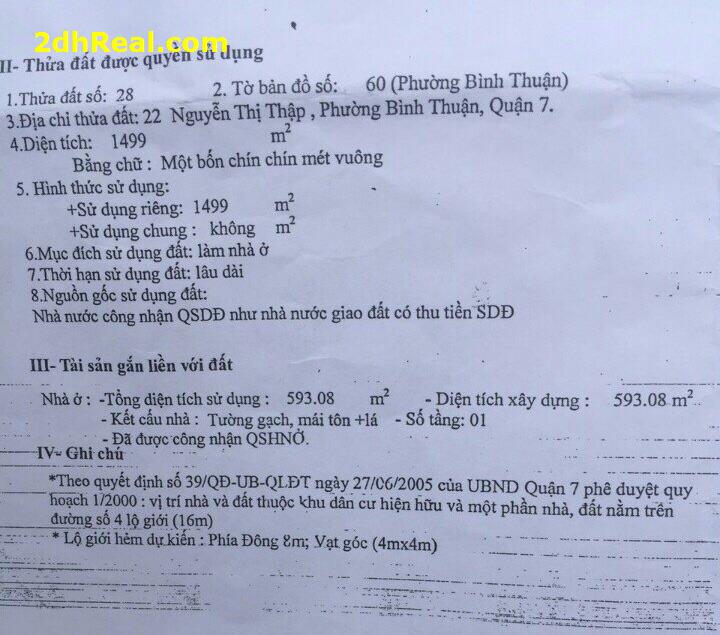 2dhReal.com
II- Thửa đất được quyền sử dụng
1.Thửa đất số: 28 2. Tờ bản đồ số: 60 (Phường Bình Thuận)
3.Địa chỉ thửa đất: 22 Nguyễn Thị Thập , Phường Bình Thuận, Quận 7.
4.Diện tích: 1499 m²
Bằng chữ : Một bốn chín chín mét vuông
5. Hình thức sử dụng:
+Sử dụng riêng: 1499 m²
+Sử dụng chung : không m²
6.Mục đích sử dụng đất: làm nhà ở
7.Thời hạn sử dụng đất: lâu dài
8.Nguồn gốc sử dụng đất:
Nhà nước công nhận QSDĐ như nhà nước giao đất có thu tiền SDĐ
III- Tài sản gắn liền với đất
Nhà ở : -Tổng diện tích sử dụng : 593.08 m² - Diện tích xây dựng : 593.08 m²
- Kết cấu nhà : Tường gạch, mái tôn +lá - Số tầng: 01
- Đã được công nhận QSHNỞ.
IV- Ghi chú
*Theo quyết định số 39/QĐ-UB-QLĐT ngày 27/06/2005 của UBND Quận 7 phê duyệt quy
hoạch 1/2000 : vị trí nhà và đất thuộc khu dân cư hiện hữu và một phần nhà, đất nằm trên
đường số 4 lộ giới (16m)
* Lộ giới hẻm dự kiến : Phía Đông 8m; Vạt góc (4mx4m)